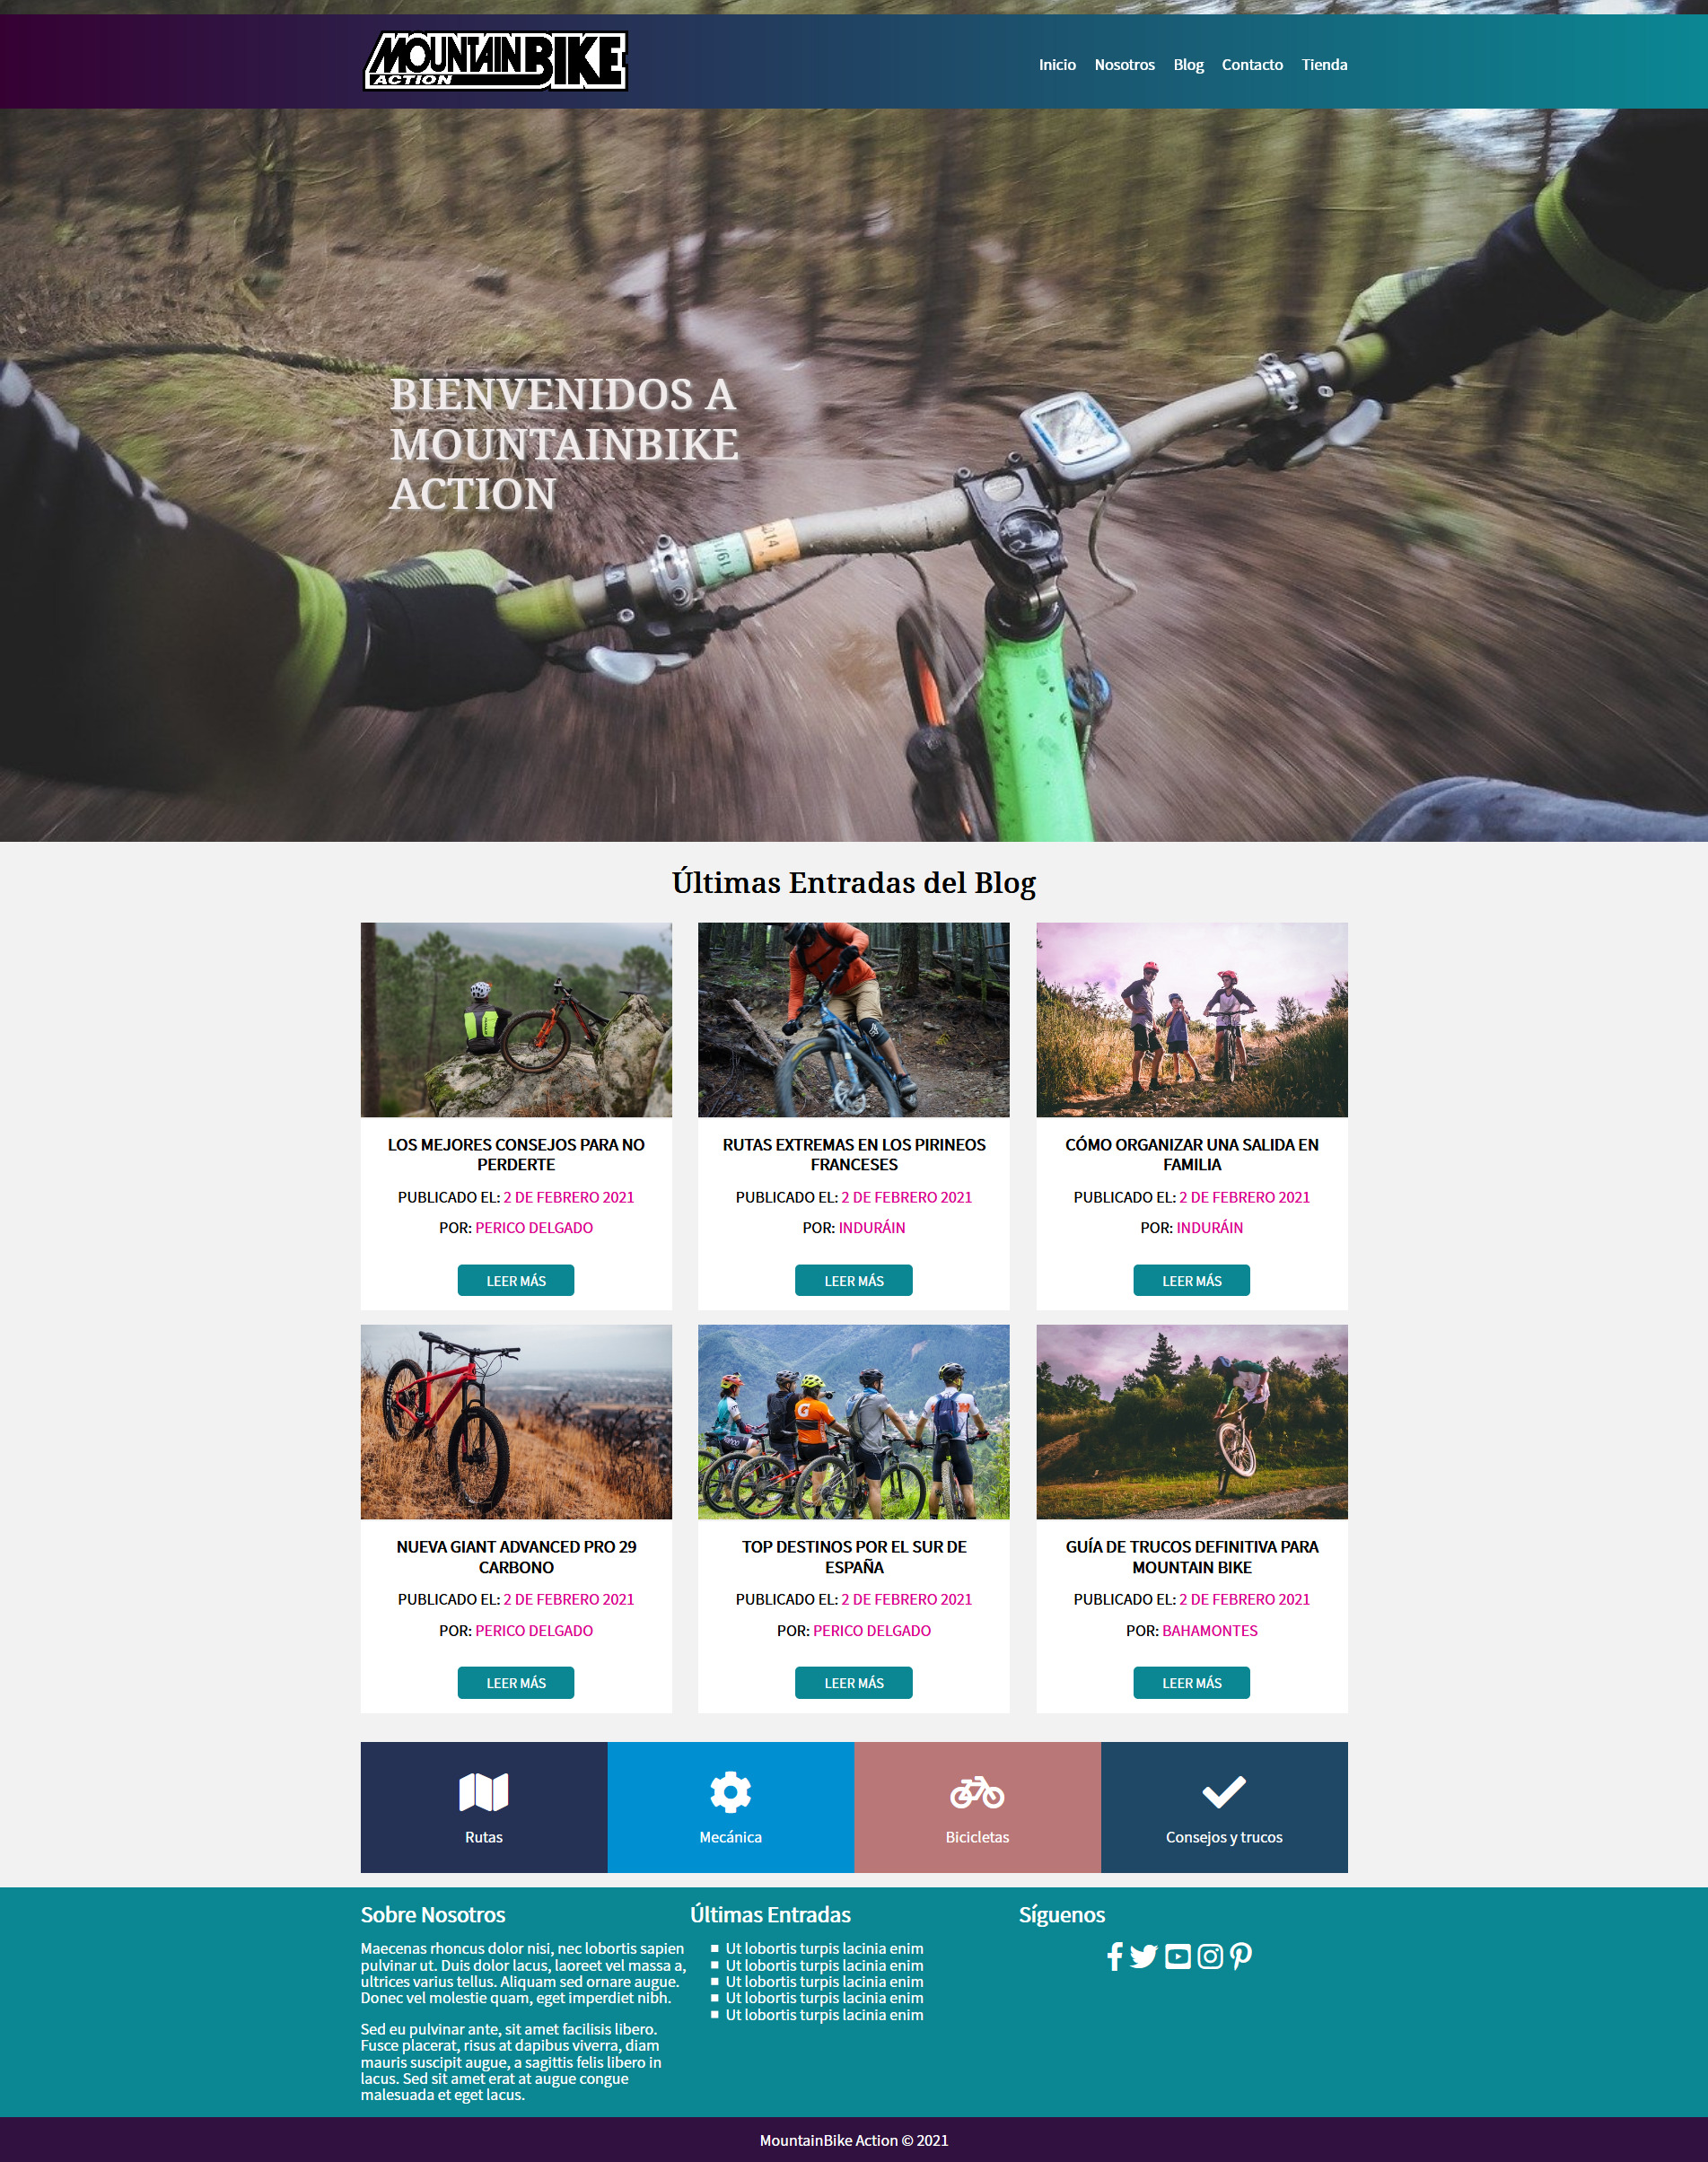 MOUNTAINBIKE
ACTION
Inicio Nosotros Blog Contacto Tienda
BIENVENIDOS A
MOUNTAINBIKE
ACTION
Últimas Entradas del Blog
LOS MEJORES CONSEJOS PARA NO
PERDERTE
PUBLICADO EL: 2 DE FEBRERO 2021
POR: PERICO DELGADO
LEER MÁS
RUTAS EXTREMAS EN LOS PIRINEOS
FRANCESES
PUBLICADO EL: 2 DE FEBRERO 2021
POR: INDURÁIN
LEER MÁS
CÓMO ORGANIZAR UNA SALIDA EN
FAMILIA
PUBLICADO EL: 2 DE FEBRERO 2021
POR: INDURÁIN
LEER MÁS
NUEVA GIANT ADVANCED PRO 29
CARBONO
PUBLICADO EL: 2 DE FEBRERO 2021
POR: PERICO DELGADO
LEER MÁS
TOP DESTINOS POR EL SUR DE
ESPAÑA
PUBLICADO EL: 2 DE FEBRERO 2021
POR: PERICO DELGADO
LEER MÁS
GUÍA DE TRUCOS DEFINITIVA PARA
MOUNTAIN BIKE
PUBLICADO EL: 2 DE FEBRERO 2021
POR: BAHAMONTES
LEER MÁS
Rutas
Mecánica
Bicicletas
Consejos y trucos
Sobre Nosotros
Maecenas rhoncus dolor nisi, nec lobortis sapien
pulvinar ut. Duis dolor lacus, laoreet vel massa a,
ultrices varius tellus. Aliquam sed ornare augue.
Donec vel molestie quam, eget imperdiet nibh.
Sed eu pulvinar ante, sit amet facilisis libero.
Fusce placerat, risus at dapibus viverra, diam
mauris suscipit augue, a sagittis felis libero in
lacus. Sed sit amet erat at augue congue
malesuada et eget lacus.
Últimas Entradas
Ut lobortis turpis lacinia enim
Ut lobortis turpis lacinia enim
Ut lobortis turpis lacinia enim
Ut lobortis turpis lacinia enim
Ut lobortis turpis lacinia enim
Síguenos
MountainBike Action © 2021